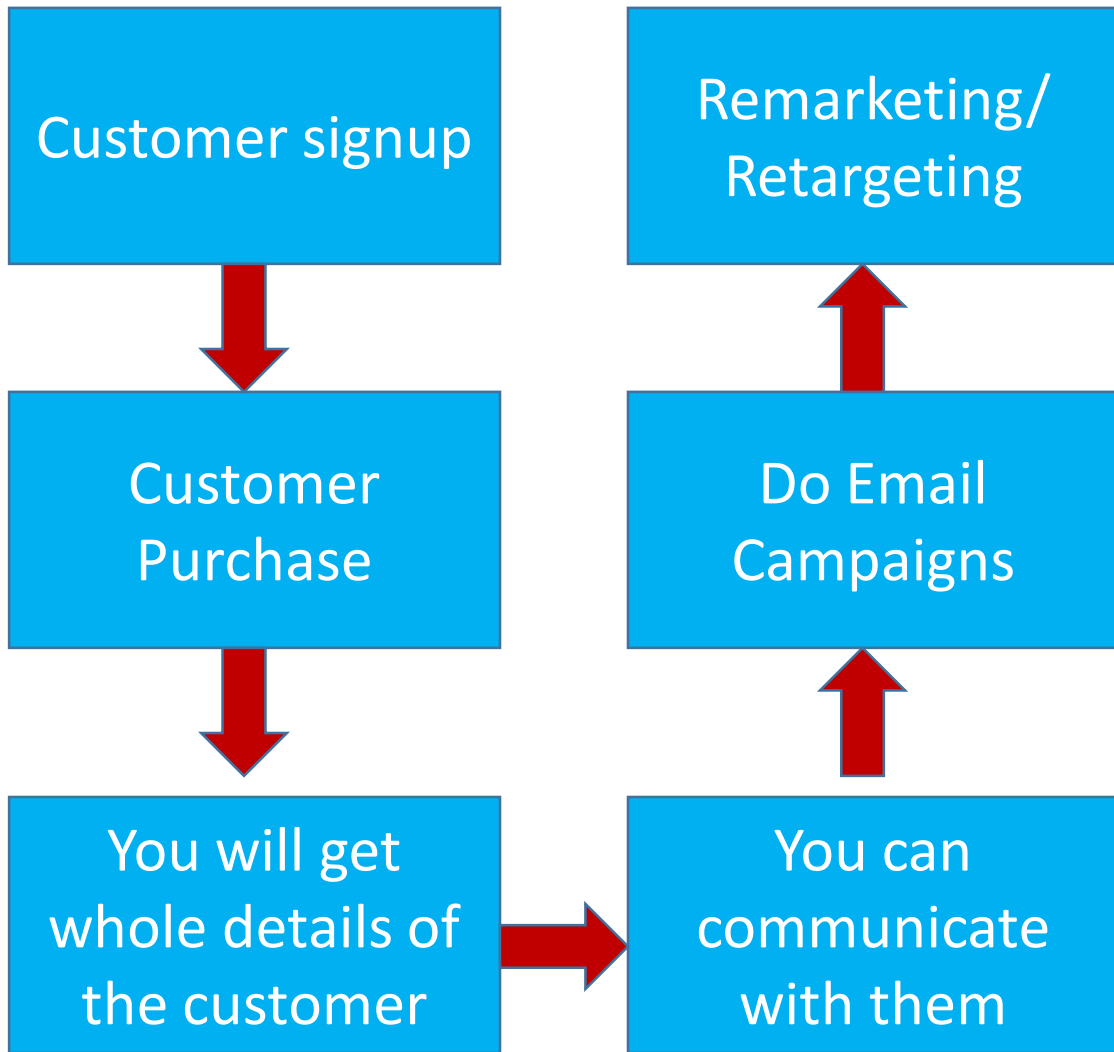 Customer signup
Customer
Purchase
You will get
whole details of
the customer
You can
communicate
with them
Do Email
Campaigns
Remarketing/
Retargeting